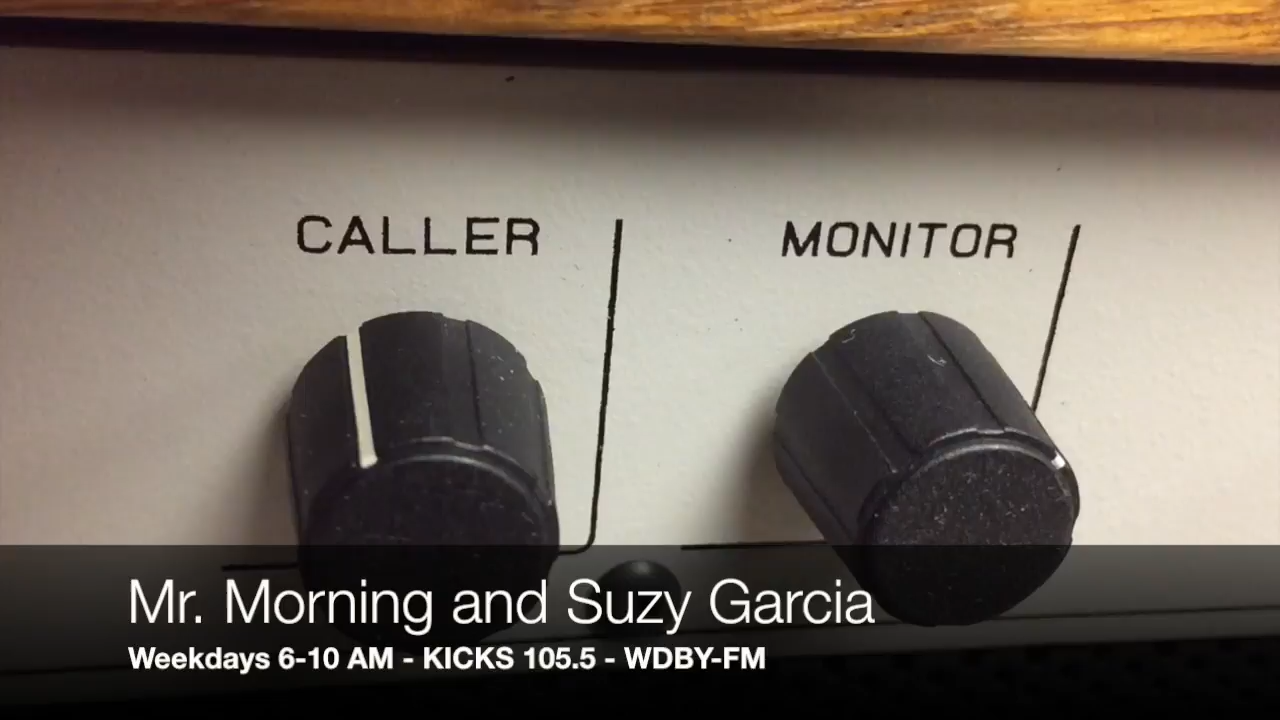 CALLER MONITOR
Mr. Morning and Suzy Garcia
Weekdays 6-10 AM - KICKS 105.5 - WDBY-FM